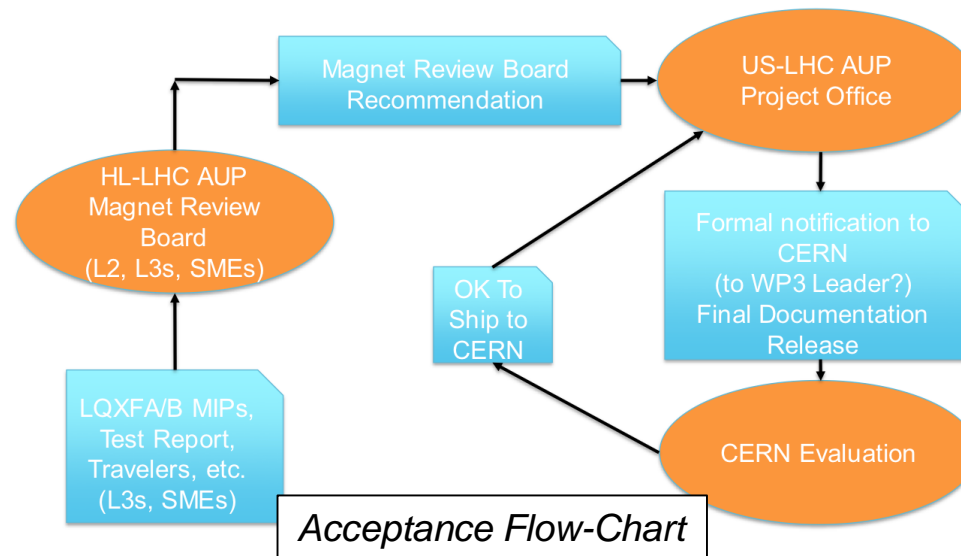 Magnet Review Board
Recommendation
US-LHC AUP
Project Office
HL-LHC AUP
Magnet Review
Board
(L2, L3s, SMEs)
Formal notification to
CERN
(to WP3 Leader?)
Final Documentation
Release
OK To
Ship to
CERN
LQXFA/B MIPs,
Test Report,
Travelers, etc.
(L3s, SMEs)
CERN Evaluation
Acceptance Flow-Chart